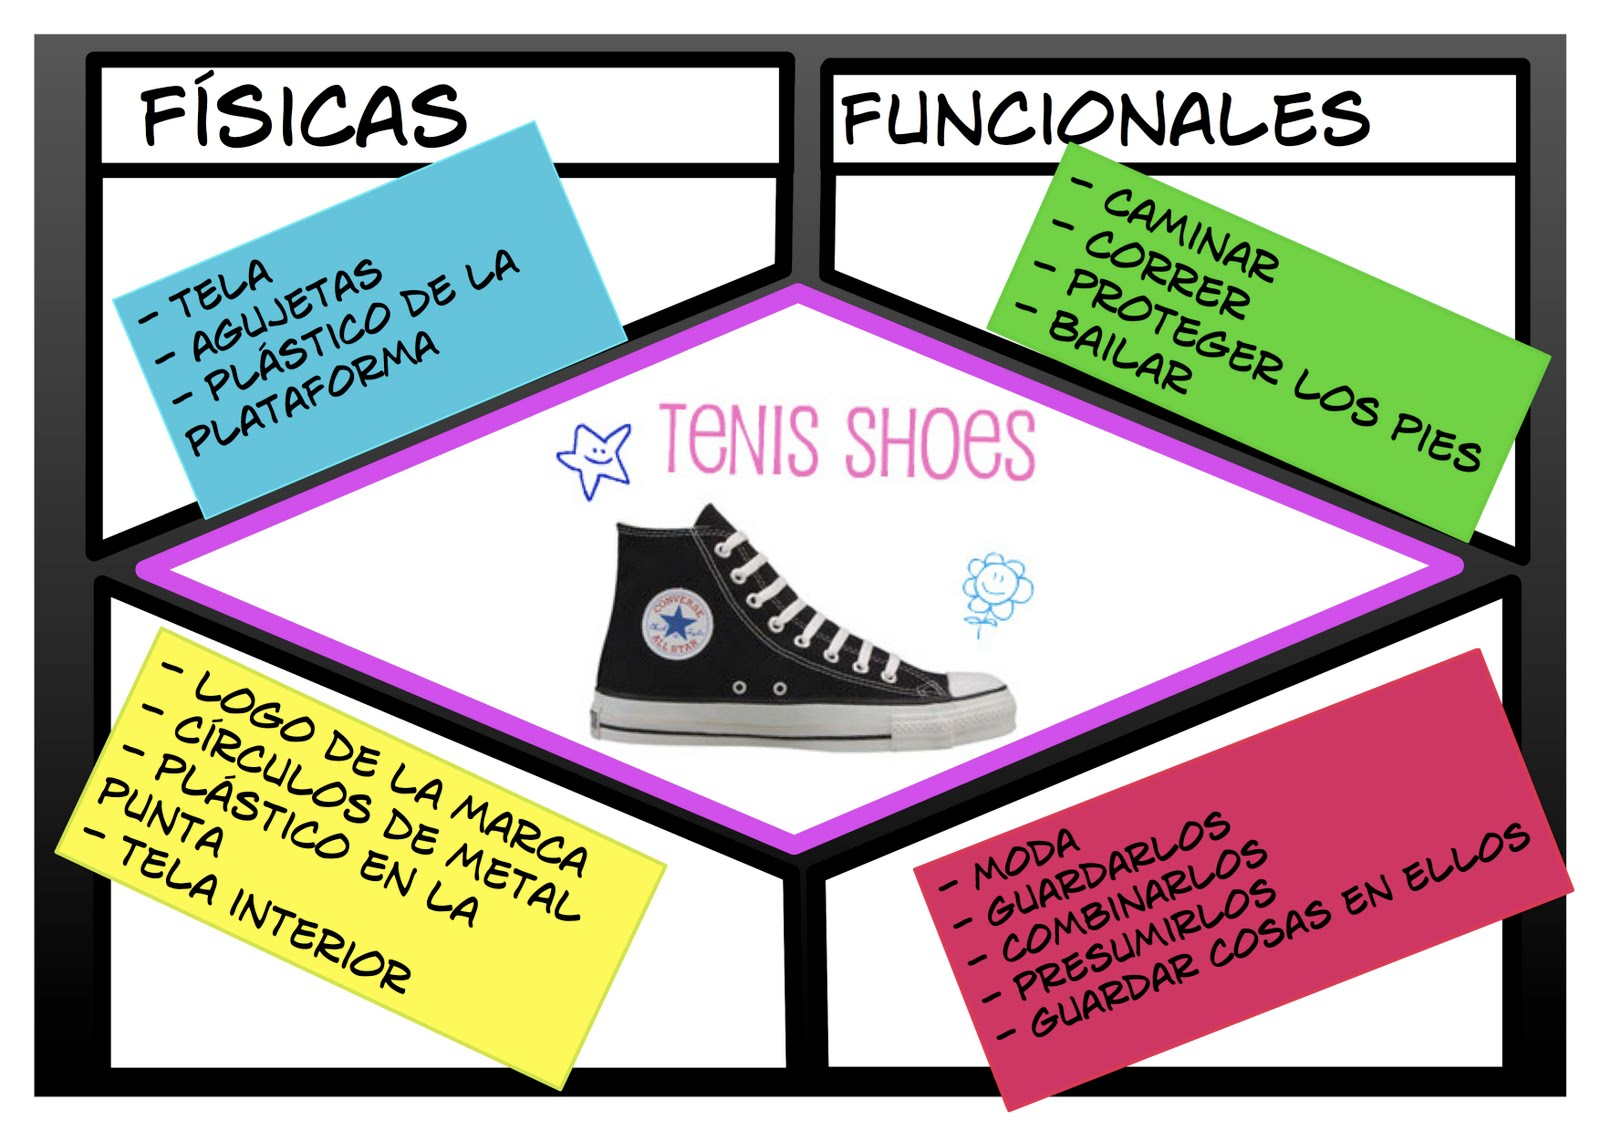 FÍSICAS
FUNCIONALES
- TELA
- AGUJETAS
- PLÁSTICO DE LA
PLATAFORMA
- CAMINAR
- CORRER
- PROTEGER LOS PIES
- BAILAR
TENIS SHOES
CONVERSE
ALL STAR
- LOGO DE LA MARCA
- CÍRCULOS DE METAL
- PLÁSTICO EN LA
PUNTA
- TELA INTERIOR
- MODA
- GUARDARLOS
- COMBINARLOS
- PRESUMIRLOS
- GUARDAR COSAS EN ELLOS